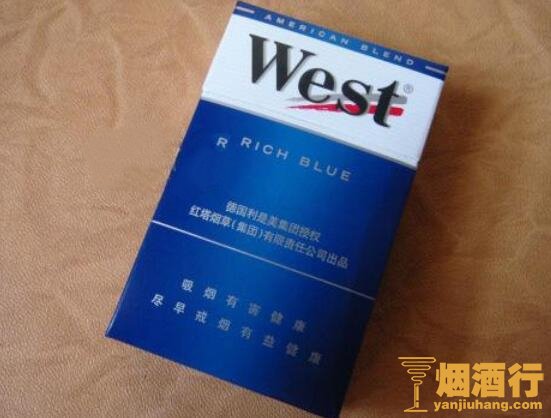 AMERICAN BLEND
West®
R RICH BLUE
德国利是美集团授权
红塔烟草(集团)有限责任公司出品
吸烟有害健康
尽早戒烟有益健康
烟酒行
yanjiuhang.com